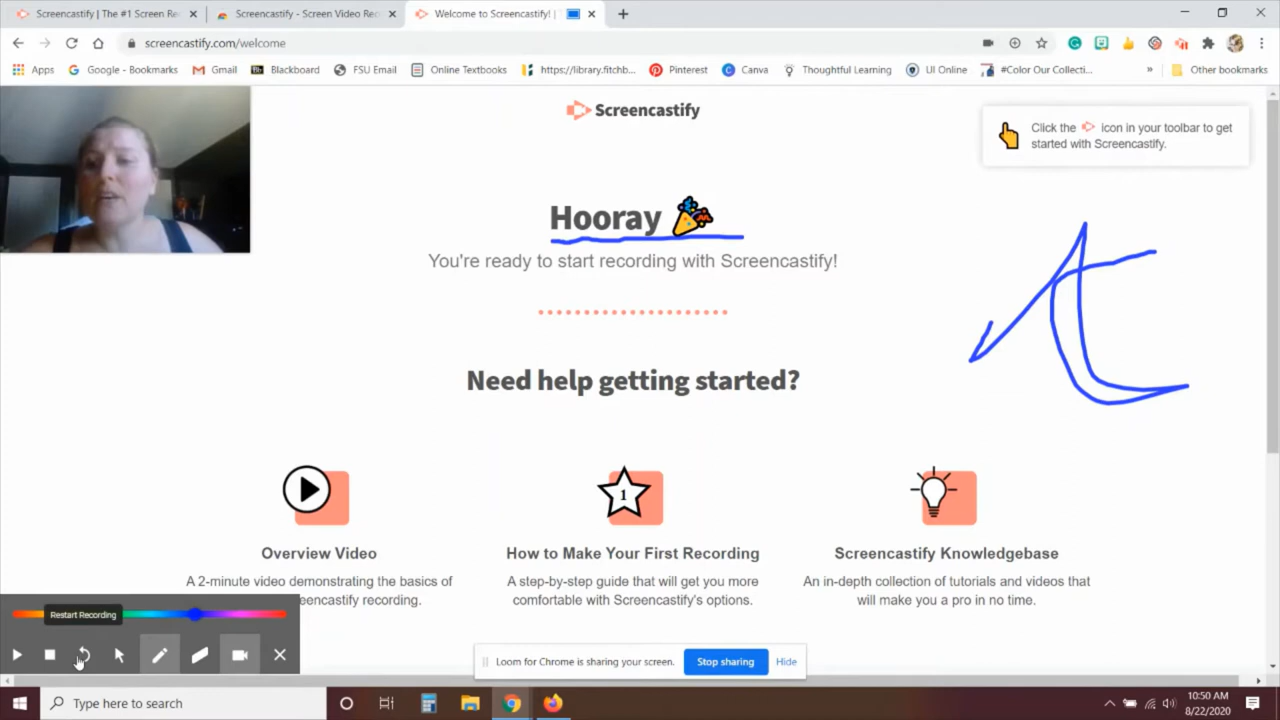 Screencastify | The #1 Screen Re
Screencastify - Screen Video Rec
Welcome to Screencastify! |
screencastify.com/welcome
Apps
Google - Bookmarks
Gmail
Bb
Blackboard
FSU Email
Online Textbooks
https://library.fitchb...
Pinterest
Canva
Thoughtful Learning
UI Online
#Color Our Collecti...
»
Other bookmarks
Screencastify
Click the icon in your toolbar to get
started with Screencastify.
Hooray
You're ready to start recording with Screencastify!
Need help getting started?
1
Overview Video
How to Make Your First Recording
Screencastify Knowledgebase
A 2-minute video demonstrating the basics of
eencastify recording.
A step-by-step guide that will get you more
comfortable with Screencastify's options.
An in-depth collection of tutorials and videos that
will make you a pro in no time.
Restart Recording
Loom for Chrome is sharing your screen.
Stop sharing
Hide
Type here to search
10:50 AM
8/22/2020